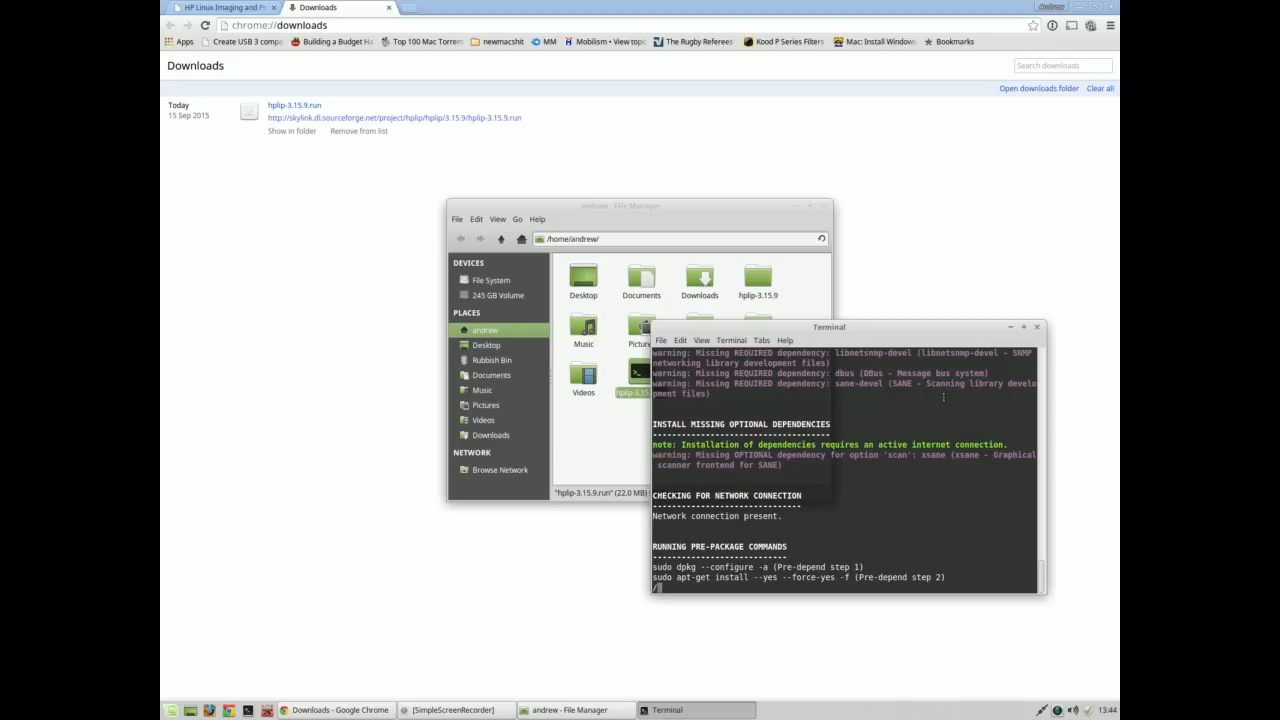 HP Linux Imaging and P
Downloads
Andrew
chrome://downloads
Apps
Create USB 3 compa
Building a Budget Ha
Top 100 Mac Torrent
newmacshit
MM
Mobilism • View topic
The Rugby Referees'
Kood P Series Filters
Mac: Install Windows
Bookmarks
Downloads
Search downloads
Open downloads folder
Clear all
Today
15 Sep 2015
hplip-3.15.9.run
http://skylink.dl.sourceforge.net/project/hplip/hplip/3.15.9/hplip-3.15.9.run
Show in folder
Remove from list
andrew - File Manager
File Edit View Go Help
/home/andrew/
DEVICES
File System
245 GB Volume
PLACES
andrew
Desktop
Rubbish Bin
Documents
Music
Pictures
Videos
Downloads
NETWORK
Browse Network
Desktop
Documents
Downloads
hplip-3.15.9
Music
Pictur
Videos
hplip-3.15
"hplip-3.15.9.run" (22.0 MB)
Terminal
File Edit View Terminal Tabs Help
warning: Missing REQUIRED dependency: libnetsnmp-devel (libnetsnmp-devel - SNMP
networking library development files)
warning: Missing REQUIRED dependency: dbus (DBus - Message bus system)
warning: Missing REQUIRED dependency: sane-devel (SANE - Scanning library develo
pment files)
INSTALL MISSING OPTIONAL DEPENDENCIES
-----------------------------------
note: Installation of dependencies requires an active internet connection.
warning: Missing OPTIONAL dependency for option 'scan': xsane (xsane - Graphical
scanner frontend for SANE)
CHECKING FOR NETWORK CONNECTION
-----------------------------
Network connection present.
RUNNING PRE-PACKAGE COMMANDS
--------------------------
sudo dpkg --configure -a (Pre-depend step 1)
sudo apt-get install --yes --force-yes -f (Pre-depend step 2)
/
Downloads - Google Chrome
[SimpleScreenRecorder]
andrew - File Manager
Terminal
13:44